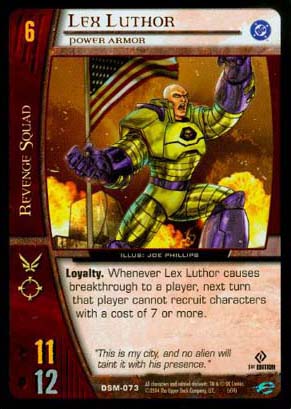 6
LEX LUTHOR
POWER ARMOR
REVENGE SQUAD
ILLUS: JOE PHILLIPS
Loyalty. Whenever Lex Luthor causes
breakthrough to a player, next turn
that player cannot recruit characters
with a cost of 7 or more.
11
12
"This is my city, and no alien will
taint it with his presence."
DSM-073
1ST EDITION